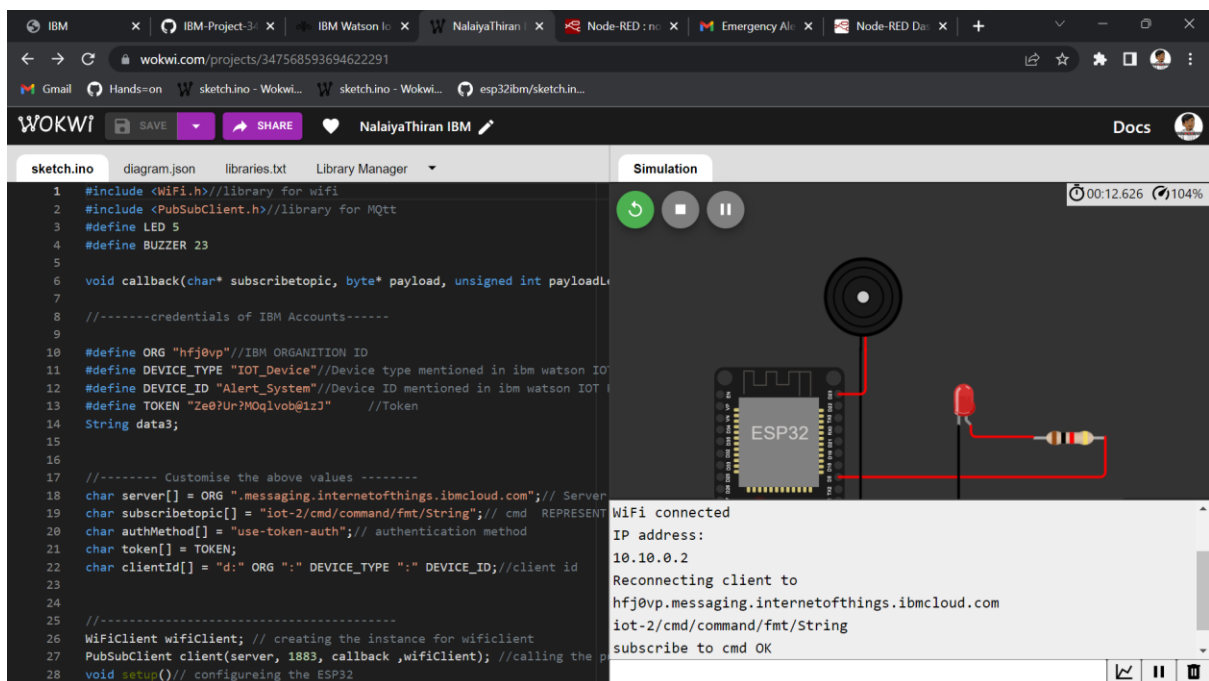 IBM
IBM-Project-34
IBM Watson Io
NalaiyaThiran I
Node-RED : no
Emergency Ale
Node-RED Das
wokwi.com/projects/347568593694622291
Gmail Hands=on sketch.ino - Wokwi... sketch.ino - Wokwi... esp32ibm/sketch.in...
WOKWI SAVE SHARE NalaiyaThiran IBM Docs
sketch.ino diagram.json libraries.txt Library Manager
1 #include <WiFi.h>//library for wifi
2 #include <PubSubClient.h>//library for MQtt
3 #define LED 5
4 #define BUZZER 23
5
6 void callback(char* subscribetopic, byte* payload, unsigned int payloadLe
7
8 //-------credentials of IBM Accounts------
9
10 #define ORG "hfj0vp"//IBM ORGANITION ID
11 #define DEVICE_TYPE "IOT_Device"//Device type mentioned in ibm watson IOT
12 #define DEVICE_ID "Alert_System"//Device ID mentioned in ibm watson IOT
13 #define TOKEN "Ze0?Ur?MOqlvob@1zJ" //Token
14 String data3;
15
16
17 //-------- Customise the above values --------
18 char server[] = ORG ".messaging.internetofthings.ibmcloud.com";// Server
19 char subscribetopic[] = "iot-2/cmd/command/fmt/String";// cmd REPRESENT
20 char authMethod[] = "use-token-auth";// authentication method
21 char token[] = TOKEN;
22 char clientId[] = "d:" ORG ":" DEVICE_TYPE ":" DEVICE_ID;//client id
23
24
25 //-----------------------------------------
26 WiFiClient wifiClient; // creating the instance for wificlient
27 PubSubClient client(server, 1883, callback ,wifiClient); //calling the p
28 void setup()// configureing the ESP32
Simulation
00:12.626 104%
ESP32
WiFi connected
IP address:
10.10.0.2
Reconnecting client to
hfj0vp.messaging.internetofthings.ibmcloud.com
iot-2/cmd/command/fmt/String
subscribe to cmd OK